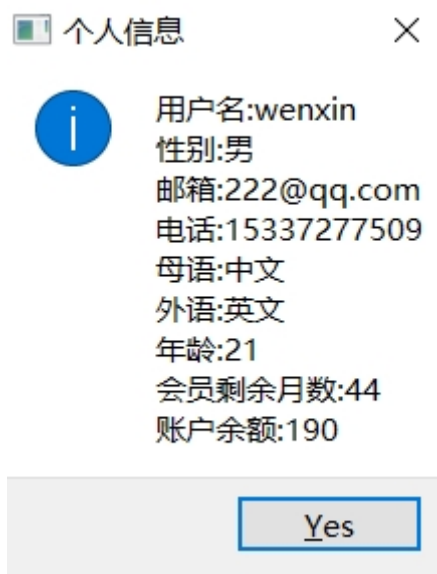 个人信息
用户名:wenxin
性别:男
邮箱:222@qq.com
电话:15337277509
母语:中文
外语:英文
年龄:21
会员剩余月数:44
账户余额:190
Yes